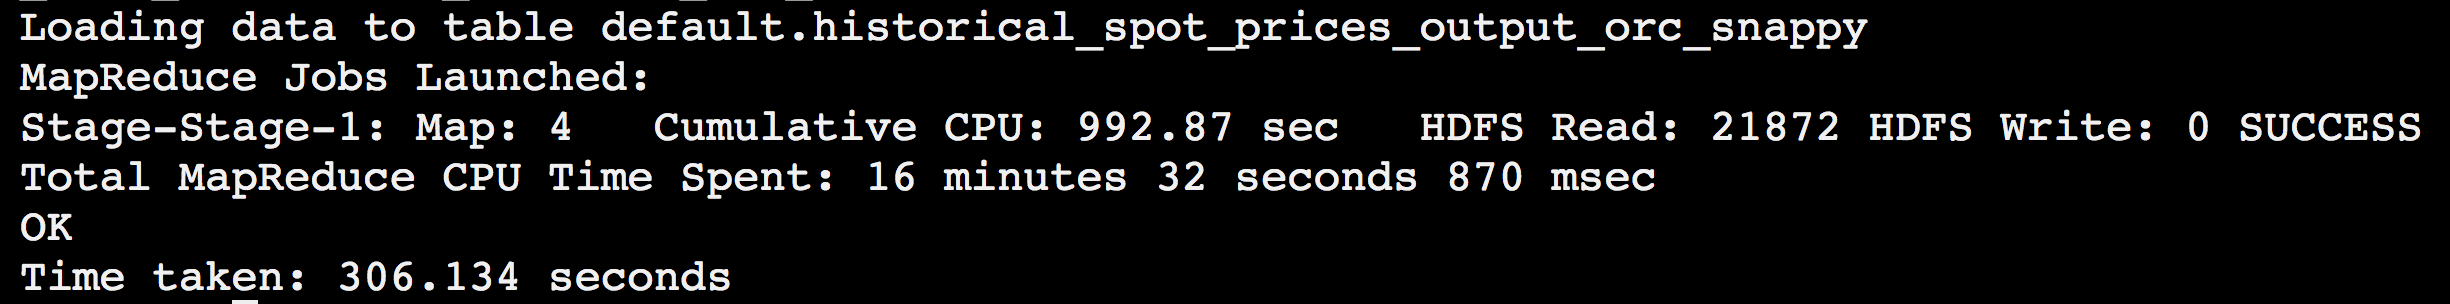 Loading data to table default.historical_spot_prices_output_orc_snappy
MapReduce Jobs Launched:
Stage-Stage-1: Map: 4   Cumulative CPU: 992.87 sec   HDFS Read: 21872 HDFS Write: 0 SUCCESS
Total MapReduce CPU Time Spent: 16 minutes 32 seconds 870 msec
OK
Time taken: 306.134 seconds